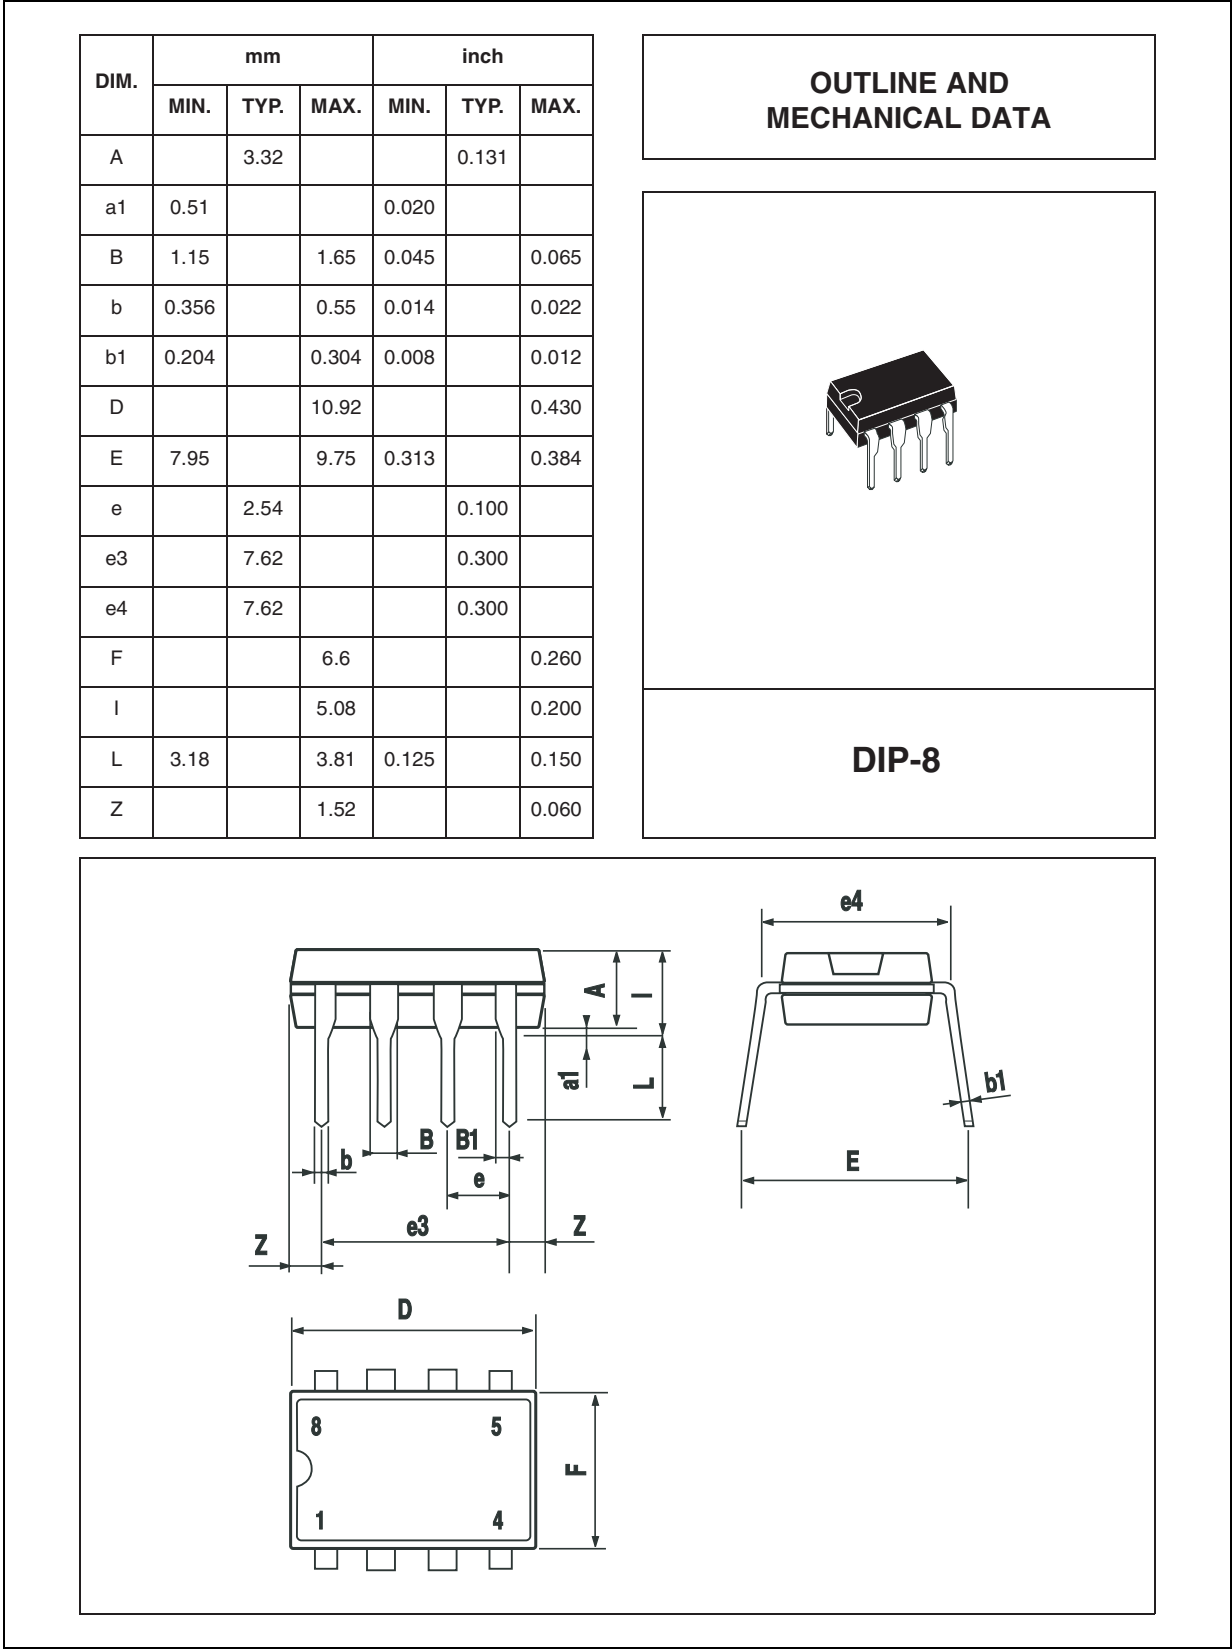 DIM. mm inch
MIN. TYP. MAX. MIN. TYP. MAX.
A 3.32 0.131
a1 0.51 0.020
B 1.15 1.65 0.045 0.065
b 0.356 0.55 0.014 0.022
b1 0.204 0.304 0.008 0.012
D 10.92 0.430
E 7.95 9.75 0.313 0.384
e 2.54 0.100
e3 7.62 0.300
e4 7.62 0.300
F 6.6 0.260
I 5.08 0.200
L 3.18 3.81 0.125 0.150
Z 1.52 0.060
OUTLINE AND
MECHANICAL DATA
DIP-8
A
I
a1
L
b
B
B1
e
e3
Z
Z
e4
b1
E
D
8 5
F
1 4